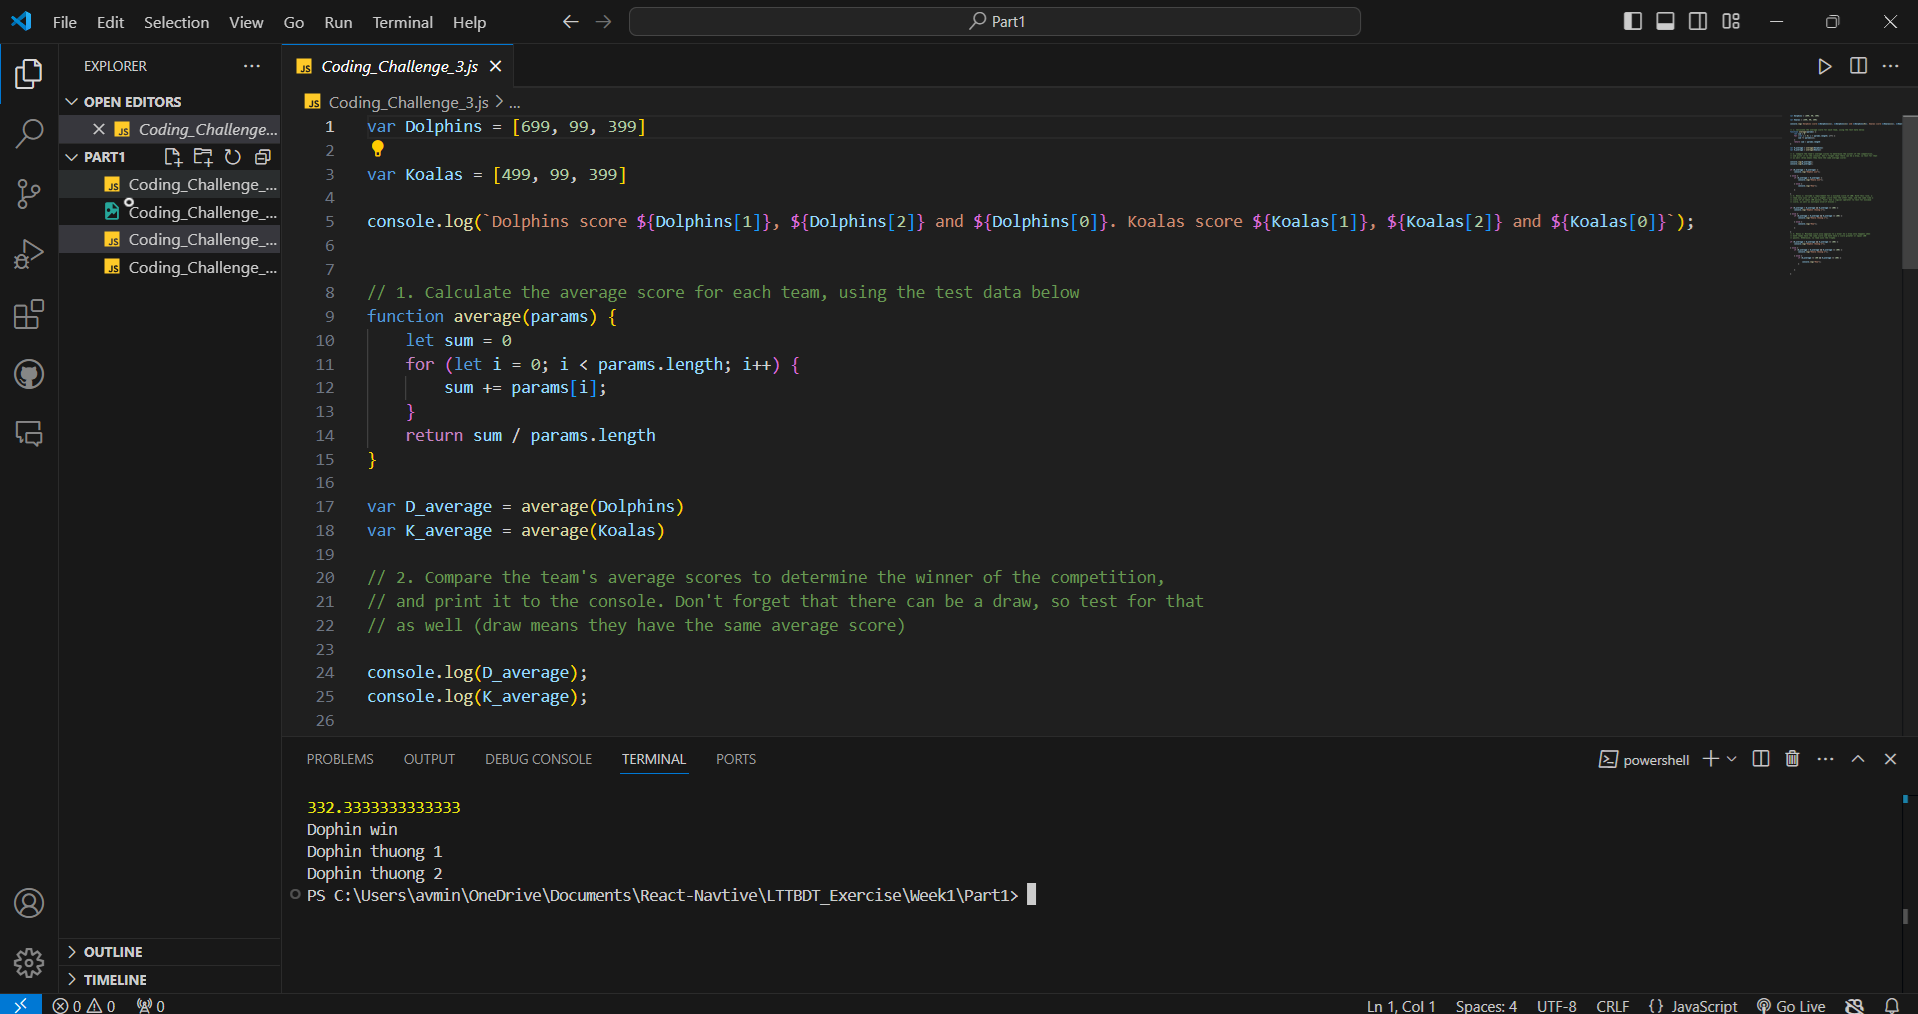 File Edit Selection View Go Run Terminal Help
Part1
EXPLORER
OPEN EDITORS
Coding_Challenge...
PART1
Coding_Challenge_...
Coding_Challenge_...
Coding_Challenge_...
Coding_Challenge_...
OUTLINE
TIMELINE
JS Coding_Challenge_3.js
JS Coding_Challenge_3.js > ...
1 var Dolphins = [699, 99, 399]
2
3 var Koalas = [499, 99, 399]
4
5 console.log(`Dolphins score ${Dolphins[1]}, ${Dolphins[2]} and ${Dolphins[0]}. Koalas score ${Koalas[1]}, ${Koalas[2]} and ${Koalas[0]}`);
6
7
8 // 1. Calculate the average score for each team, using the test data below
9 function average(params) {
10     let sum = 0
11     for (let i = 0; i < params.length; i++) {
12         sum += params[i];
13     }
14     return sum / params.length
15 }
16
17 var D_average = average(Dolphins)
18 var K_average = average(Koalas)
19
20 // 2. Compare the team's average scores to determine the winner of the competition,
21 // and print it to the console. Don't forget that there can be a draw, so test for that
22 // as well (draw means they have the same average score)
23
24 console.log(D_average);
25 console.log(K_average);
26
PROBLEMS OUTPUT DEBUG CONSOLE TERMINAL PORTS
powershell
332.3333333333333
Dophin win
Dophin thuong 1
Dophin thuong 2
PS C:\Users\avmin\OneDrive\Documents\React-Navtive\LTTBDT_Exercise\Week1\Part1>
0 0 0
Ln 1, Col 1 Spaces: 4 UTF-8 CRLF {} JavaScript Go Live